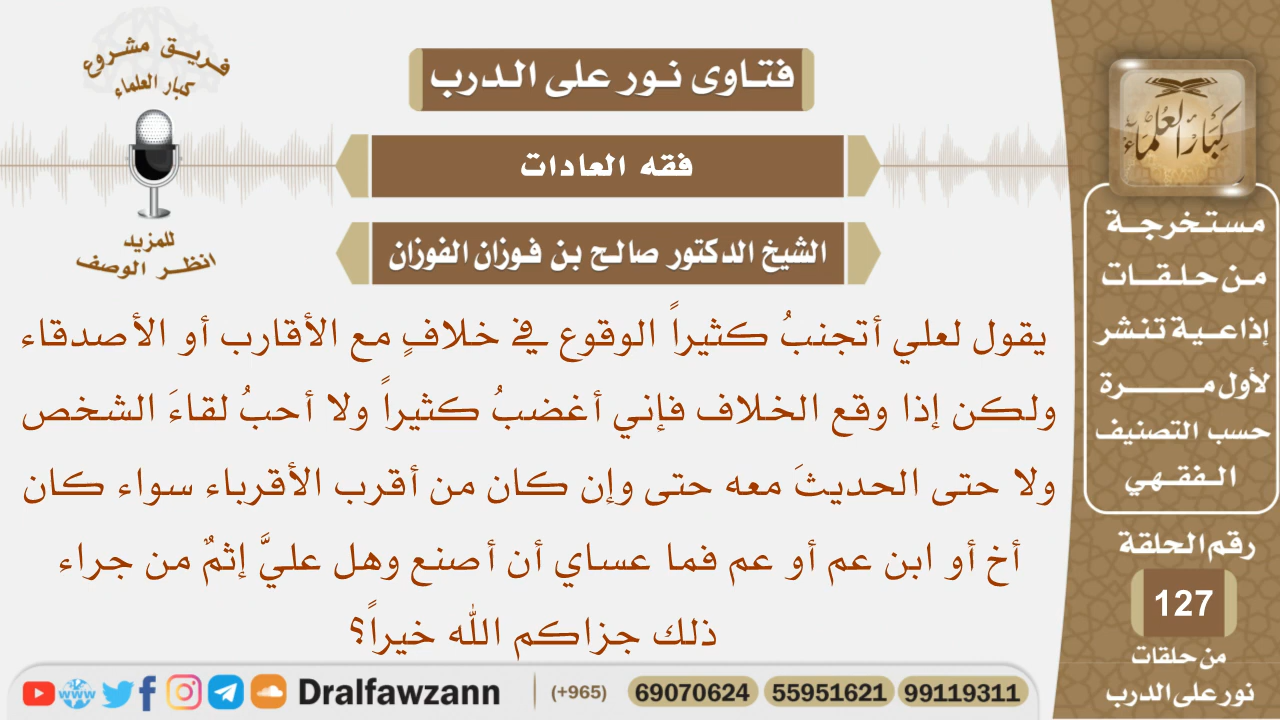 فريق مشروع
كبار العلماء
للمزيد
انظر الوصف
فتاوى نور على الدرب
فقه العادات
الشيخ الدكتور صالح بن فوزان الفوزان
يقول لعلي أتجنبُ كثيراً الوقوع في خلافٍ مع الأقارب أو الأصدقاء
ولكن إذا وقع الخلاف فإني أغضبُ كثيراً ولا أحبُ لقاءَ الشخص
ولا حتى الحديثَ معه حتى وإن كان من أقرب الأقرباء سواء كان
أخ أو ابن عم أو عم فما عساي أن أصنع وهل عليَّ إثمٌ من جراء
ذلك جزاكم الله خيراً؟
كبار العلماء
مستخرجة
من حلقات
إذاعية تنشر
لأول مرة
حسب التصنيف
الفقهي
رقم الحلقة
127
من حلقات
نور على الدرب
Dralfawzann (+965) 69070624 55951621 99119311